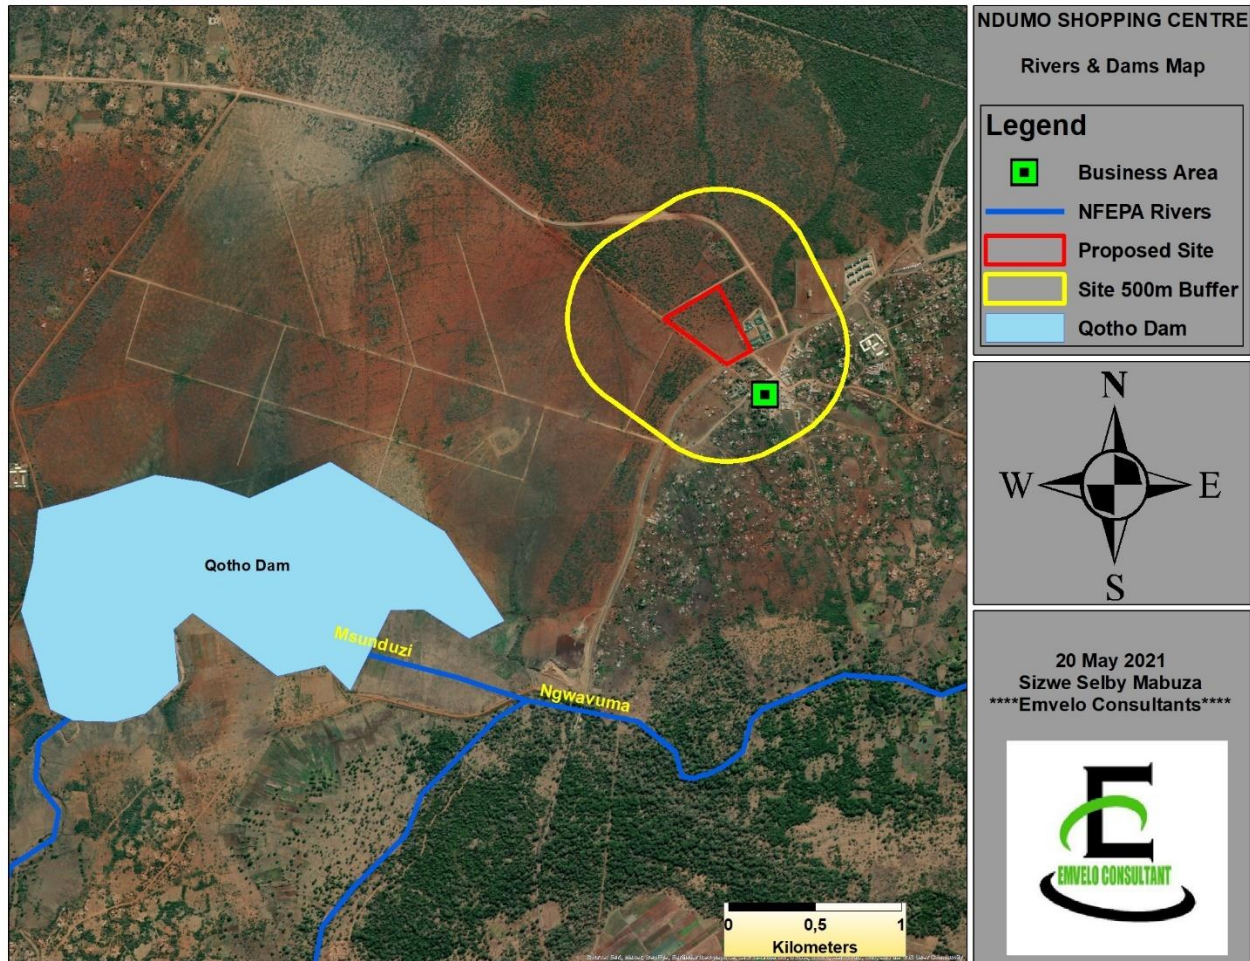 NDUMO SHOPPING CENTRE
Rivers & Dams Map
Legend
Business Area
NFEPA Rivers
Proposed Site
Site 500m Buffer
Qotho Dam
Qotho Dam
Msunduzi
Ngwavuma
N
W
E
S
20 May 2021
Sizwe Selby Mabuza
****Emvelo Consultants****
E
EMVELO CONSULTANT
0 0,5 1
Kilometers